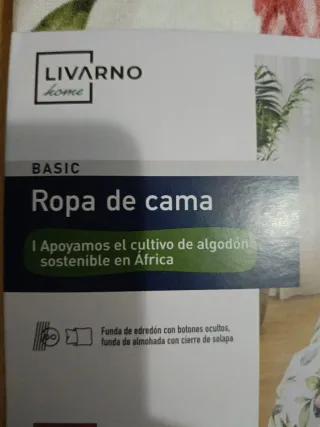 LIVARNO
home
BASIC
Ropa de cama
| Apoyamos el cultivo de algodón
sostenible en África
Funda de edredón con botones ocultos,
funda de almohada con cierre de solapa